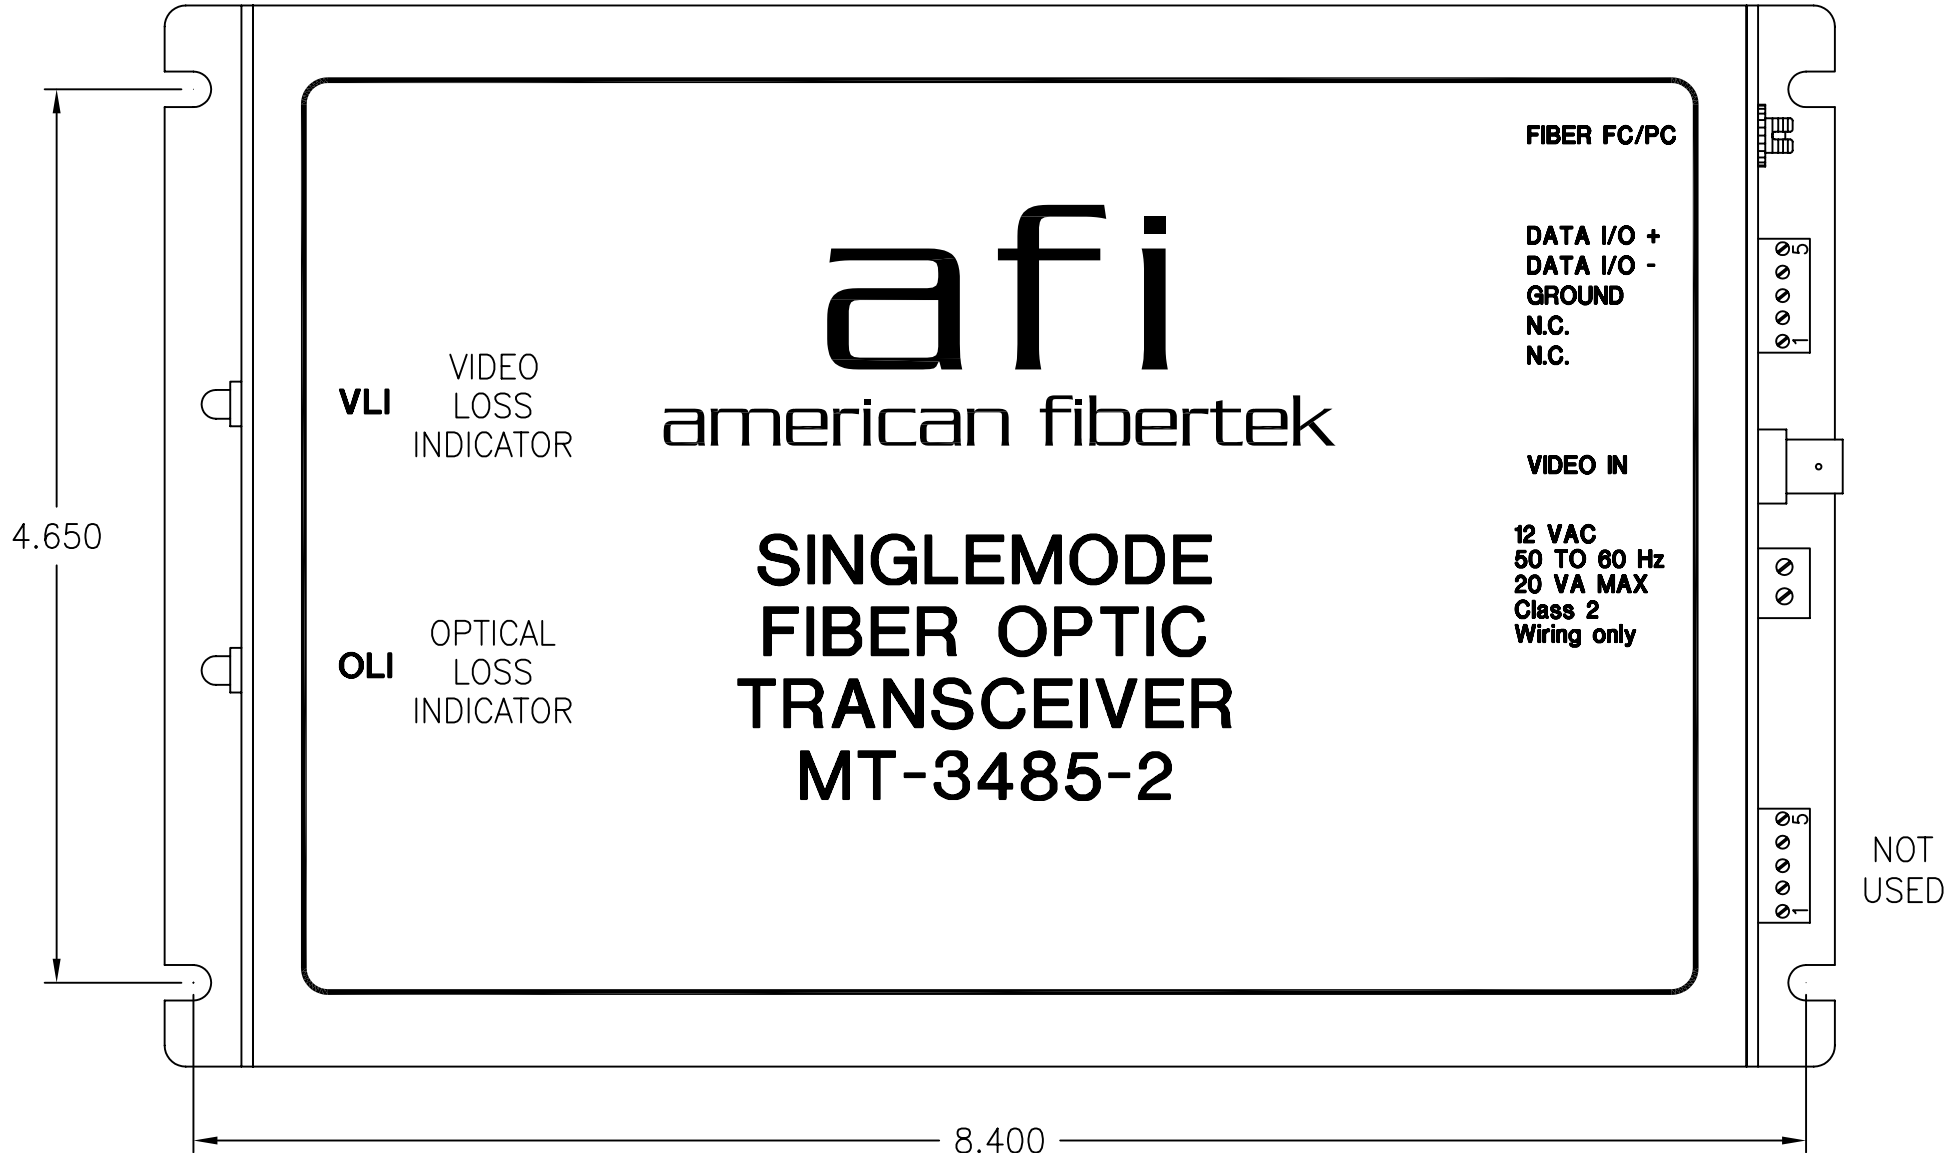 FIBER FC/PC
afi
american fibertek
DATA I/O +
DATA I/O -
GROUND
N.C.
N.C.
5
1
VLI
VIDEO
LOSS
INDICATOR
VIDEO IN
4.650
SINGLEMODE
FIBER OPTIC
TRANSCEIVER
MT-3485-2
12 VAC
50 TO 60 Hz
20 VA MAX
Class 2
Wiring only
OLI
OPTICAL
LOSS
INDICATOR
5
1
NOT
USED
8.400